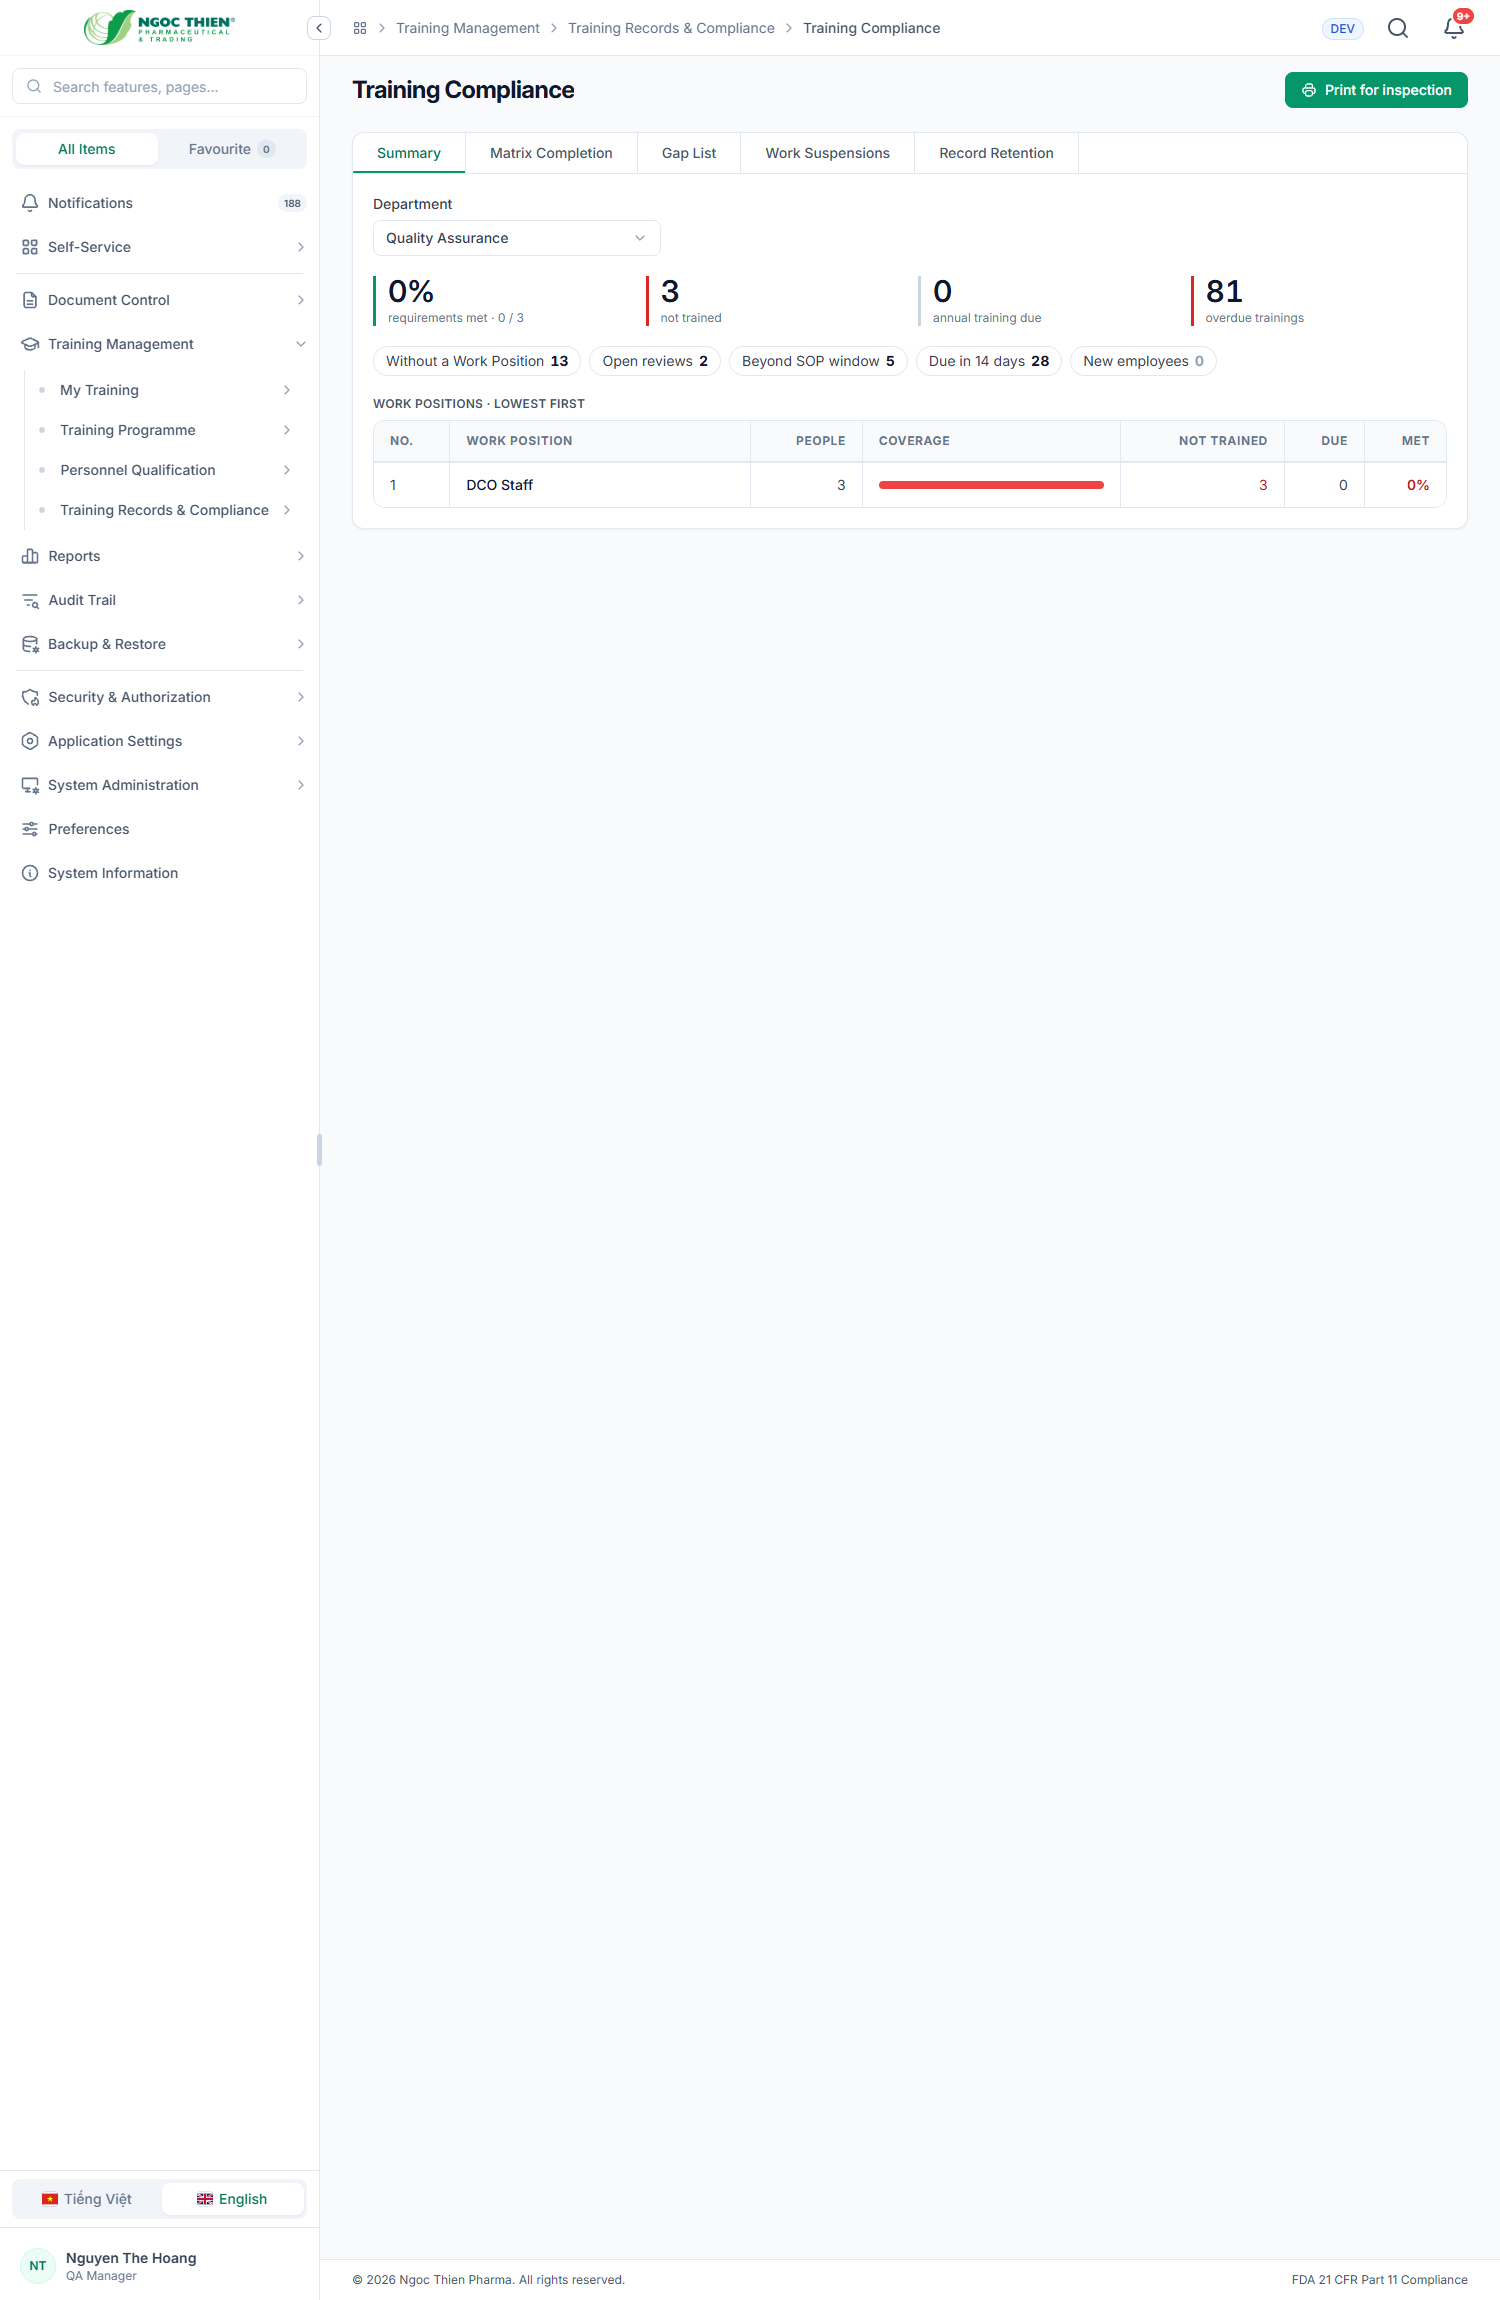 NGOC THIEN®
PHARMACEUTICAL
& TRADING
Search features, pages...
All Items
Favourite 0
Notifications 188
Self-Service
Document Control
Training Management
My Training
Training Programme
Personnel Qualification
Training Records & Compliance
Reports
Audit Trail
Backup & Restore
Security & Authorization
Application Settings
System Administration
Preferences
System Information
Tiếng Việt
English
NT
Nguyen The Hoang
QA Manager
Training Management > Training Records & Compliance > Training Compliance
DEV
9+
Training Compliance
Print for inspection
Summary
Matrix Completion
Gap List
Work Suspensions
Record Retention
Department
Quality Assurance
0%
requirements met · 0 / 3
3
not trained
0
annual training due
81
overdue trainings
Without a Work Position 13
Open reviews 2
Beyond SOP window 5
Due in 14 days 28
New employees 0
WORK POSITIONS · LOWEST FIRST
NO. WORK POSITION PEOPLE COVERAGE NOT TRAINED DUE MET
1 DCO Staff 3 3 0 0%
© 2026 Ngoc Thien Pharma. All rights reserved.
FDA 21 CFR Part 11 Compliance